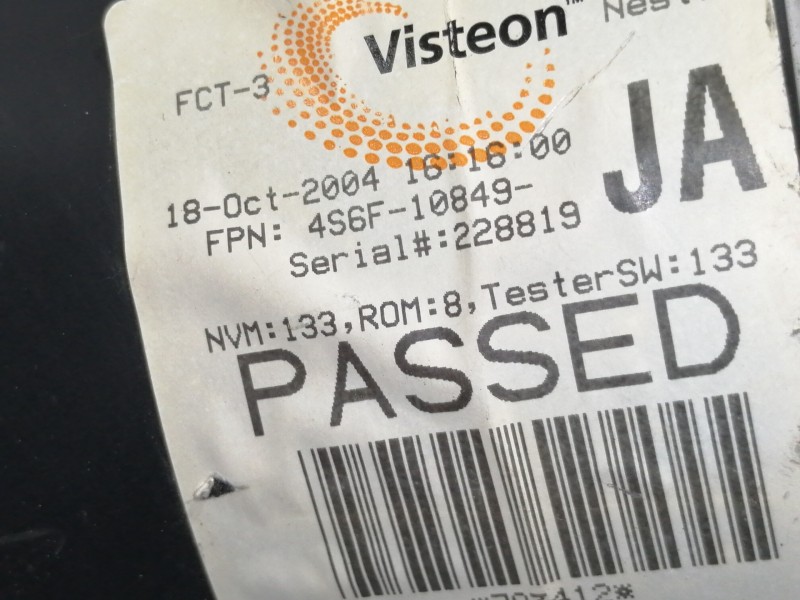 Visteon™
FCT-3
JA
18-Oct-2004 16:16:00
FPN: 4S6F-10849-
Serial#:228819
NVM:133,ROM:8,TesterSW:133
PASSED